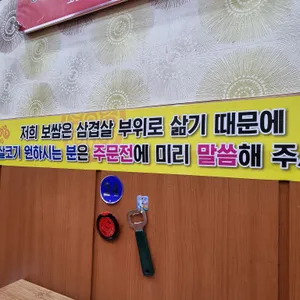 저희 보쌈은 삼겹살 부위로 삶기 때문에
살코기 원하시는 분은 주문전에 미리 말씀해 주